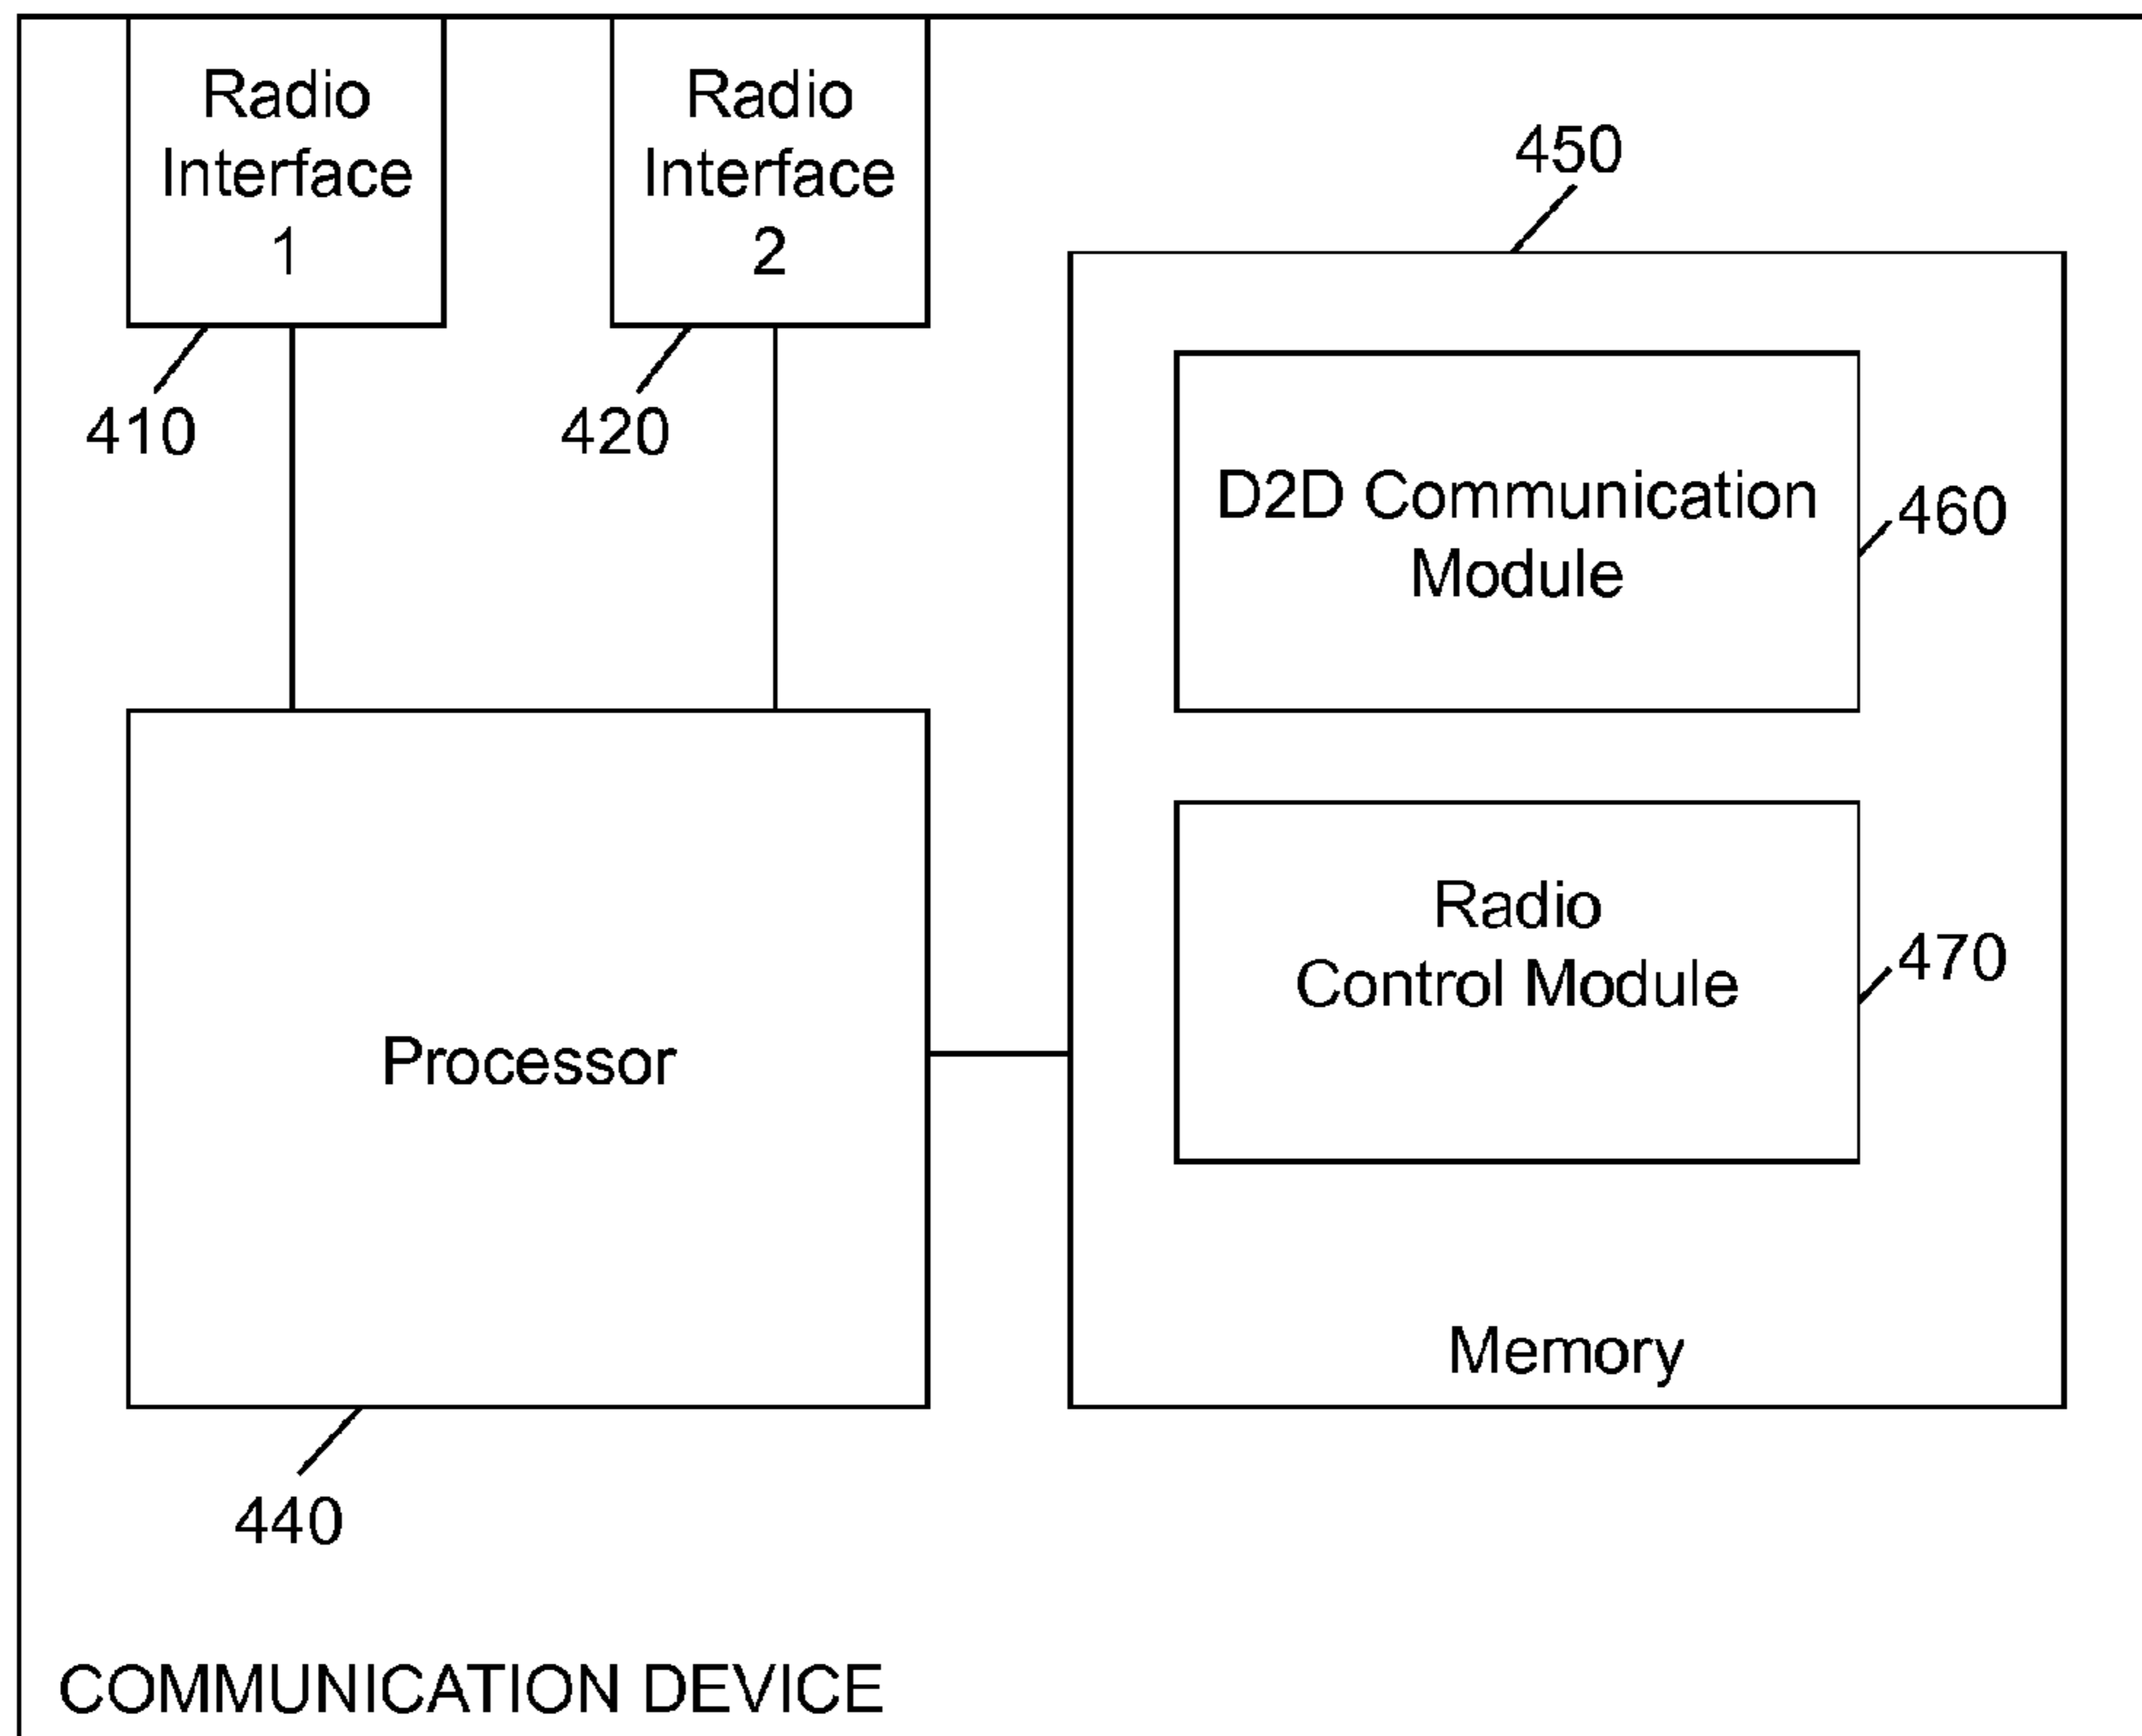 Radio
Interface
1
410
Radio
Interface
2
420
450
D2D Communication
Module
460
Radio
Control Module
470
Memory
Processor
440
COMMUNICATION DEVICE